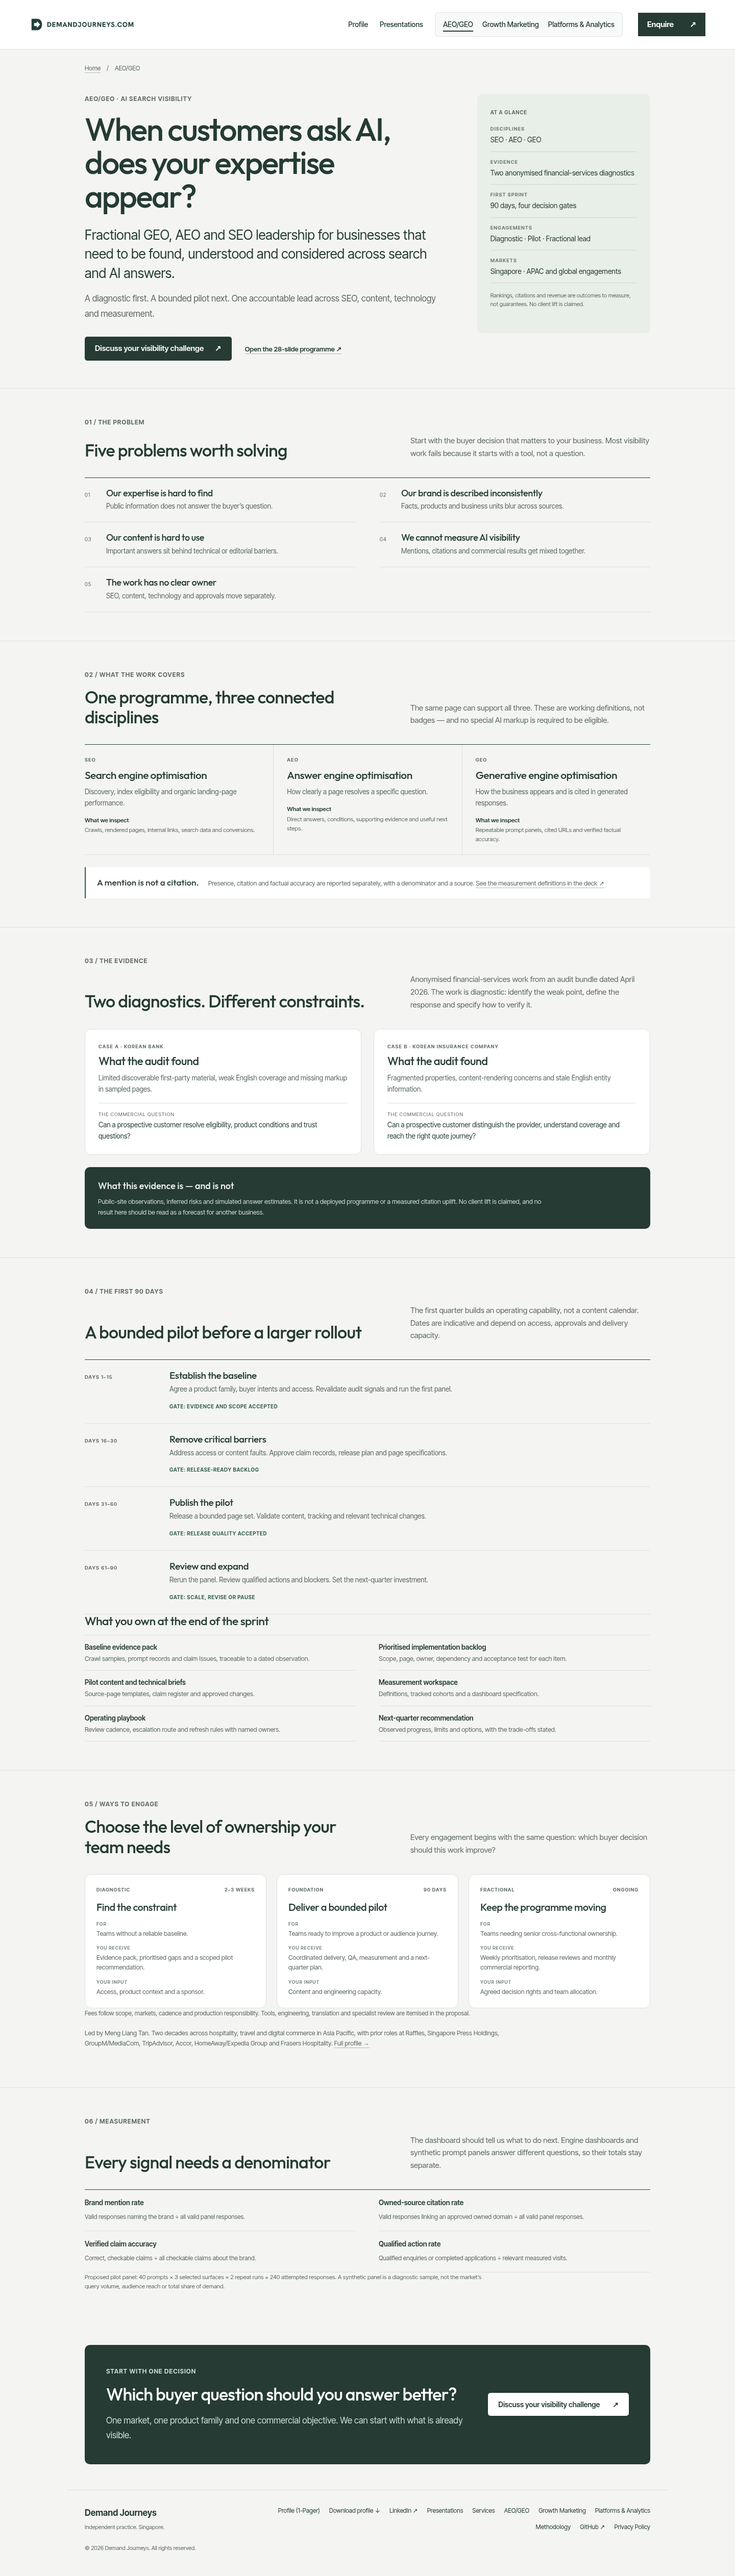 DEMANDJOURNEYS.COM
Profile Presentations AEO/GEO Growth Marketing Platforms & Analytics Enquire ↗
Home / AEO/GEO
AEO/GEO · AI SEARCH VISIBILITY
When customers ask AI,
does your expertise
appear?
Fractional GEO, AEO and SEO leadership for businesses that
need to be found, understood and considered across search
and AI answers.
A diagnostic first. A bounded pilot next. One accountable lead across SEO, content, technology
and measurement.
Discuss your visibility challenge ↗ Open the 28-slide programme ↗
AT A GLANCE
DISCIPLINES
SEO · AEO · GEO
EVIDENCE
Two anonymised financial-services diagnostics
FIRST SPRINT
90 days, four decision gates
ENGAGEMENTS
Diagnostic · Pilot · Fractional lead
MARKETS
Singapore · APAC and global engagements
Rankings, citations and revenue are outcomes to measure,
not guarantees. No client lift is claimed.
01 / THE PROBLEM
Five problems worth solving
Start with the buyer decision that matters to your business. Most visibility
work fails because it starts with a tool, not a question.
01 Our expertise is hard to find
Public information does not answer the buyer's question.
02 Our brand is described inconsistently
Facts, products and business units blur across sources.
03 Our content is hard to use
Important answers sit behind technical or editorial barriers.
04 We cannot measure AI visibility
Mentions, citations and commercial results get mixed together.
05 The work has no clear owner
SEO, content, technology and approvals move separately.
02 / WHAT THE WORK COVERS
One programme, three connected
disciplines
The same page can support all three. These are working definitions, not
badges — and no special AI markup is required to be eligible.
SEO
Search engine optimisation
Discovery, index eligibility and organic landing-page
performance.
What we inspect
Crawls, rendered pages, internal links, search data and conversions.
AEO
Answer engine optimisation
How clearly a page resolves a specific question.
What we inspect
Direct answers, conditions, supporting evidence and useful next
steps.
GEO
Generative engine optimisation
How the business appears and is cited in generated
responses.
What we inspect
Repeatable prompt panels, cited URLs and verified factual
accuracy.
A mention is not a citation. Presence, citation and factual accuracy are reported separately, with a denominator and a source. See the measurement definitions in the deck ↗
03 / THE EVIDENCE
Two diagnostics. Different constraints.
Anonymised financial-services work from an audit bundle dated April
2026. The work is diagnostic: identify the weak point, define the
response and specify how to verify it.
CASE A · KOREAN BANK
What the audit found
Limited discoverable first-party material, weak English coverage and missing markup
in sampled pages.
THE COMMERCIAL QUESTION
Can a prospective customer resolve eligibility, product conditions and trust
questions?
CASE B · KOREAN INSURANCE COMPANY
What the audit found
Fragmented properties, content-rendering concerns and stale English entity
information.
THE COMMERCIAL QUESTION
Can a prospective customer distinguish the provider, understand coverage and
reach the right quote journey?
What this evidence is — and is not
Public-site observations, inferred risks and simulated answer estimates. It is not a deployed programme or a measured citation uplift. No client lift is claimed, and no
result here should be read as a forecast for another business.
04 / THE FIRST 90 DAYS
A bounded pilot before a larger rollout
The first quarter builds an operating capability, not a content calendar.
Dates are indicative and depend on access, approvals and delivery
capacity.
DAYS 1–15 Establish the baseline
Agree a product family, buyer intents and access. Revalidate audit signals and run the first panel.
GATE: EVIDENCE AND SCOPE ACCEPTED
DAYS 16–30 Remove critical barriers
Address access or content faults. Approve claim records, release plan and page specifications.
GATE: RELEASE-READY BACKLOG
DAYS 31–60 Publish the pilot
Release a bounded page set. Validate content, tracking and relevant technical changes.
GATE: RELEASE QUALITY ACCEPTED
DAYS 61–90 Review and expand
Rerun the panel. Review qualified actions and blockers. Set the next-quarter investment.
GATE: SCALE, REVISE OR PAUSE
What you own at the end of the sprint
Baseline evidence pack
Crawl samples, prompt records and claim issues, traceable to a dated observation.
Prioritised implementation backlog
Scope, page, owner, dependency and acceptance test for each item.
Pilot content and technical briefs
Source-page templates, claim register and approved changes.
Measurement workspace
Definitions, tracked cohorts and a dashboard specification.
Operating playbook
Review cadence, escalation route and refresh rules with named owners.
Next-quarter recommendation
Observed progress, limits and options, with the trade-offs stated.
05 / WAYS TO ENGAGE
Choose the level of ownership your
team needs
Every engagement begins with the same question: which buyer decision
should this work improve?
DIAGNOSTIC 2–3 WEEKS
Find the constraint
FOR
Teams without a reliable baseline.
YOU RECEIVE
Evidence pack, prioritised gaps and a scoped pilot
recommendation.
YOUR INPUT
Access, product context and a sponsor.
FOUNDATION 90 DAYS
Deliver a bounded pilot
FOR
Teams ready to improve a product or audience journey.
YOU RECEIVE
Coordinated delivery, QA, measurement and a next-
quarter plan.
YOUR INPUT
Content and engineering capacity.
FRACTIONAL ONGOING
Keep the programme moving
FOR
Teams needing senior cross-functional ownership.
YOU RECEIVE
Weekly prioritisation, release reviews and monthly
commercial reporting.
YOUR INPUT
Agreed decision rights and team allocation.
Fees follow scope, markets, cadence and production responsibility. Tools, engineering, translation and specialist review are itemised in the proposal.
Led by Meng Liang Tan. Two decades across hospitality, travel and digital commerce in Asia Pacific, with prior roles at Raffles, Singapore Press Holdings,
GroupM/MediaCom, TripAdvisor, Accor, HomeAway/Expedia Group and Frasers Hospitality. Full profile →
06 / MEASUREMENT
Every signal needs a denominator
The dashboard should tell us what to do next. Engine dashboards and
synthetic prompt panels answer different questions, so their totals stay
separate.
Brand mention rate
Valid responses naming the brand ÷ all valid panel responses.
Owned-source citation rate
Valid responses linking an approved owned domain ÷ all valid panel responses.
Verified claim accuracy
Correct, checkable claims ÷ all checkable claims about the brand.
Qualified action rate
Qualified enquiries or completed applications ÷ relevant measured visits.
Proposed pilot panel: 40 prompts × 3 selected surfaces × 2 repeat runs = 240 attempted responses. A synthetic panel is a diagnostic sample, not the market's
query volume, audience reach or total share of demand.
START WITH ONE DECISION
Which buyer question should you answer better?
One market, one product family and one commercial objective. We can start with what is already
visible.
Discuss your visibility challenge ↗
Demand Journeys
Independent practice. Singapore.
© 2026 Demand Journeys. All rights reserved.
Profile (1-Pager) Download profile ↓ LinkedIn ↗ Presentations Services AEO/GEO Growth Marketing Platforms & Analytics
Methodology GitHub ↗ Privacy Policy